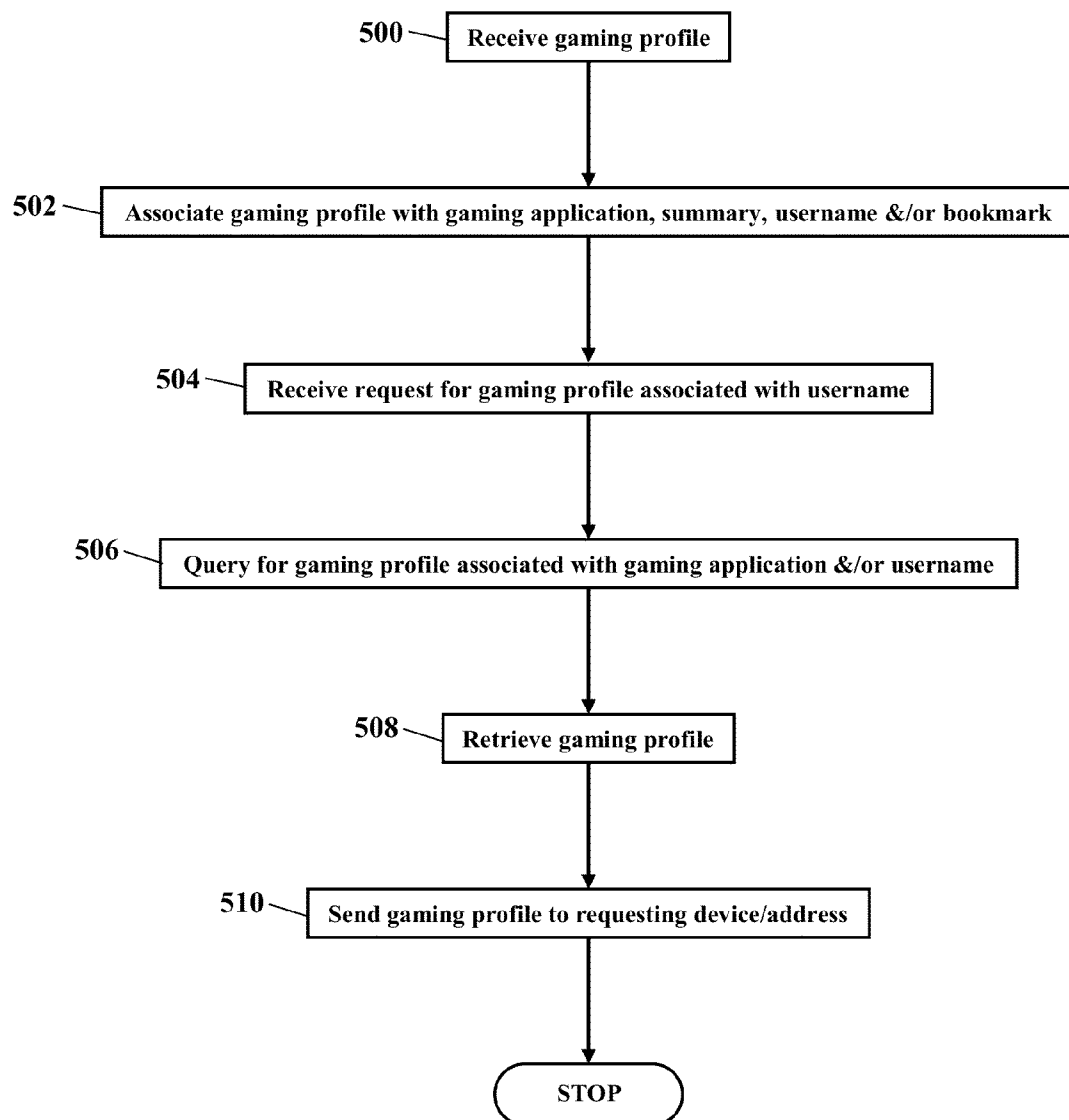 500 Receive gaming profile
502 Associate gaming profile with gaming application, summary, username &/or bookmark
504 Receive request for gaming profile associated with username
506 Query for gaming profile associated with gaming application &/or username
508 Retrieve gaming profile
510 Send gaming profile to requesting device/address
STOP